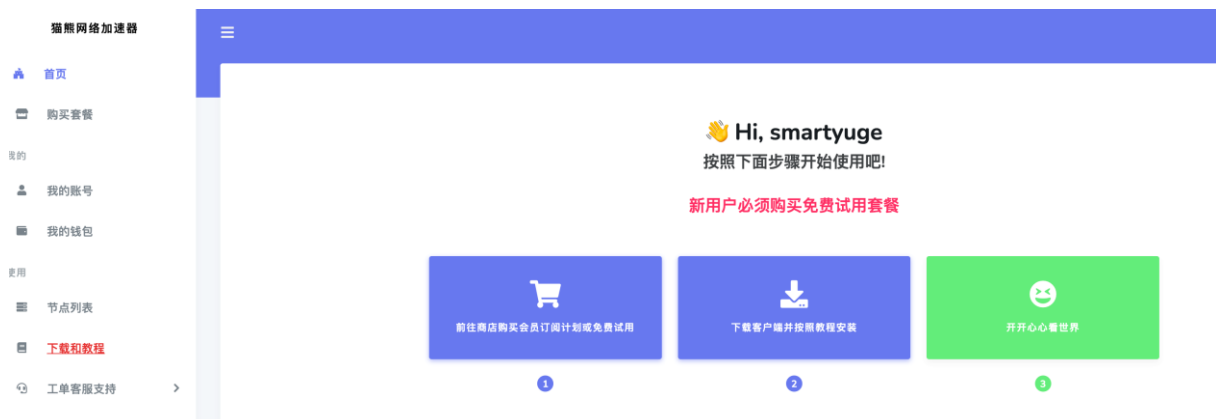 猫熊网络加速器
首页
购买套餐
我的
我的账号
我的钱包
使用
节点列表
下载和教程
工单客服支持
👋 Hi, smartyuge
按照下面步骤开始使用吧!
新用户必须购买免费试用套餐
前往商店购买会员订阅计划或免费试用
下载客户端并按照教程安装
开开心心看世界
1
2
3